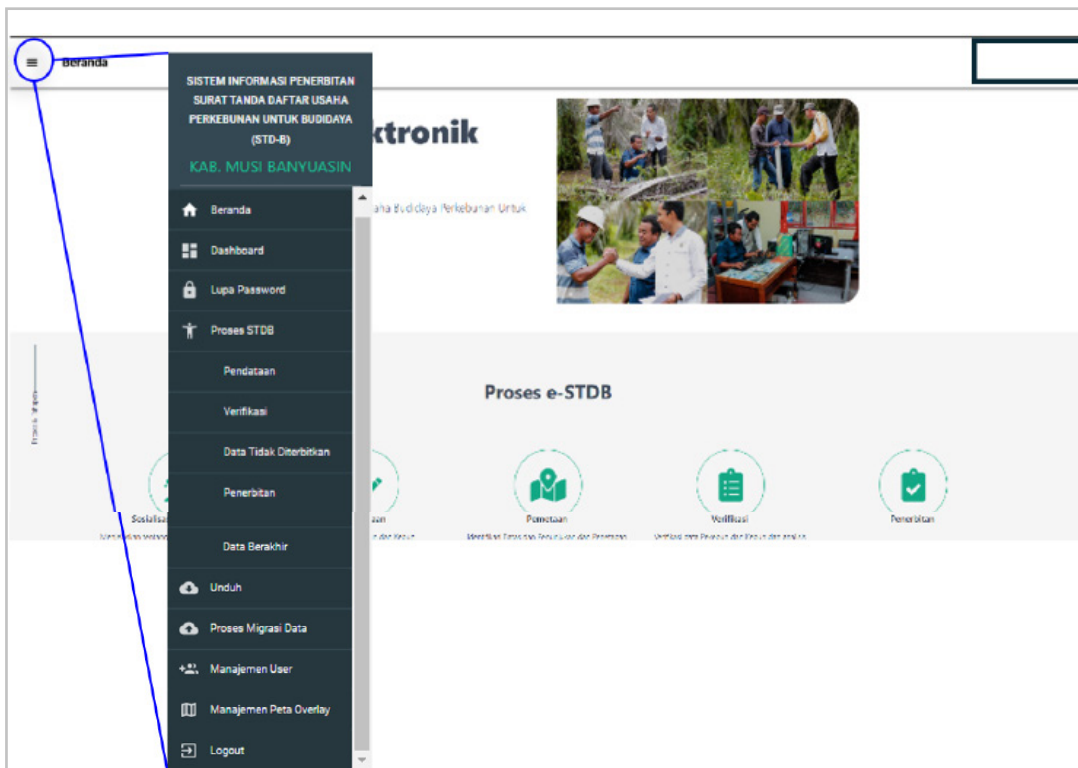 Beranda
SISTEM INFORMASI PENERBITAN
SURAT TANDA DAFTAR USAHA
PERKEBUNAN UNTUK BUDIDAYA
(STD-B)
KAB. MUSI BANYUASIN
Beranda
Dashboard
Lupa Password
Proses STDB
Pendataan
Verifikasi
Data Tidak Diterbitkan
Penerbitan
Data Berakhir
Unduh
Proses Migrasi Data
Manajemen User
Manajemen Peta Overlay
Logout
ktronik
aha Budidaya Perkebunan Untuk
Proses e-STDB
Sosialisa
aan
Pemetaan
Verifikasi
Penerbitan